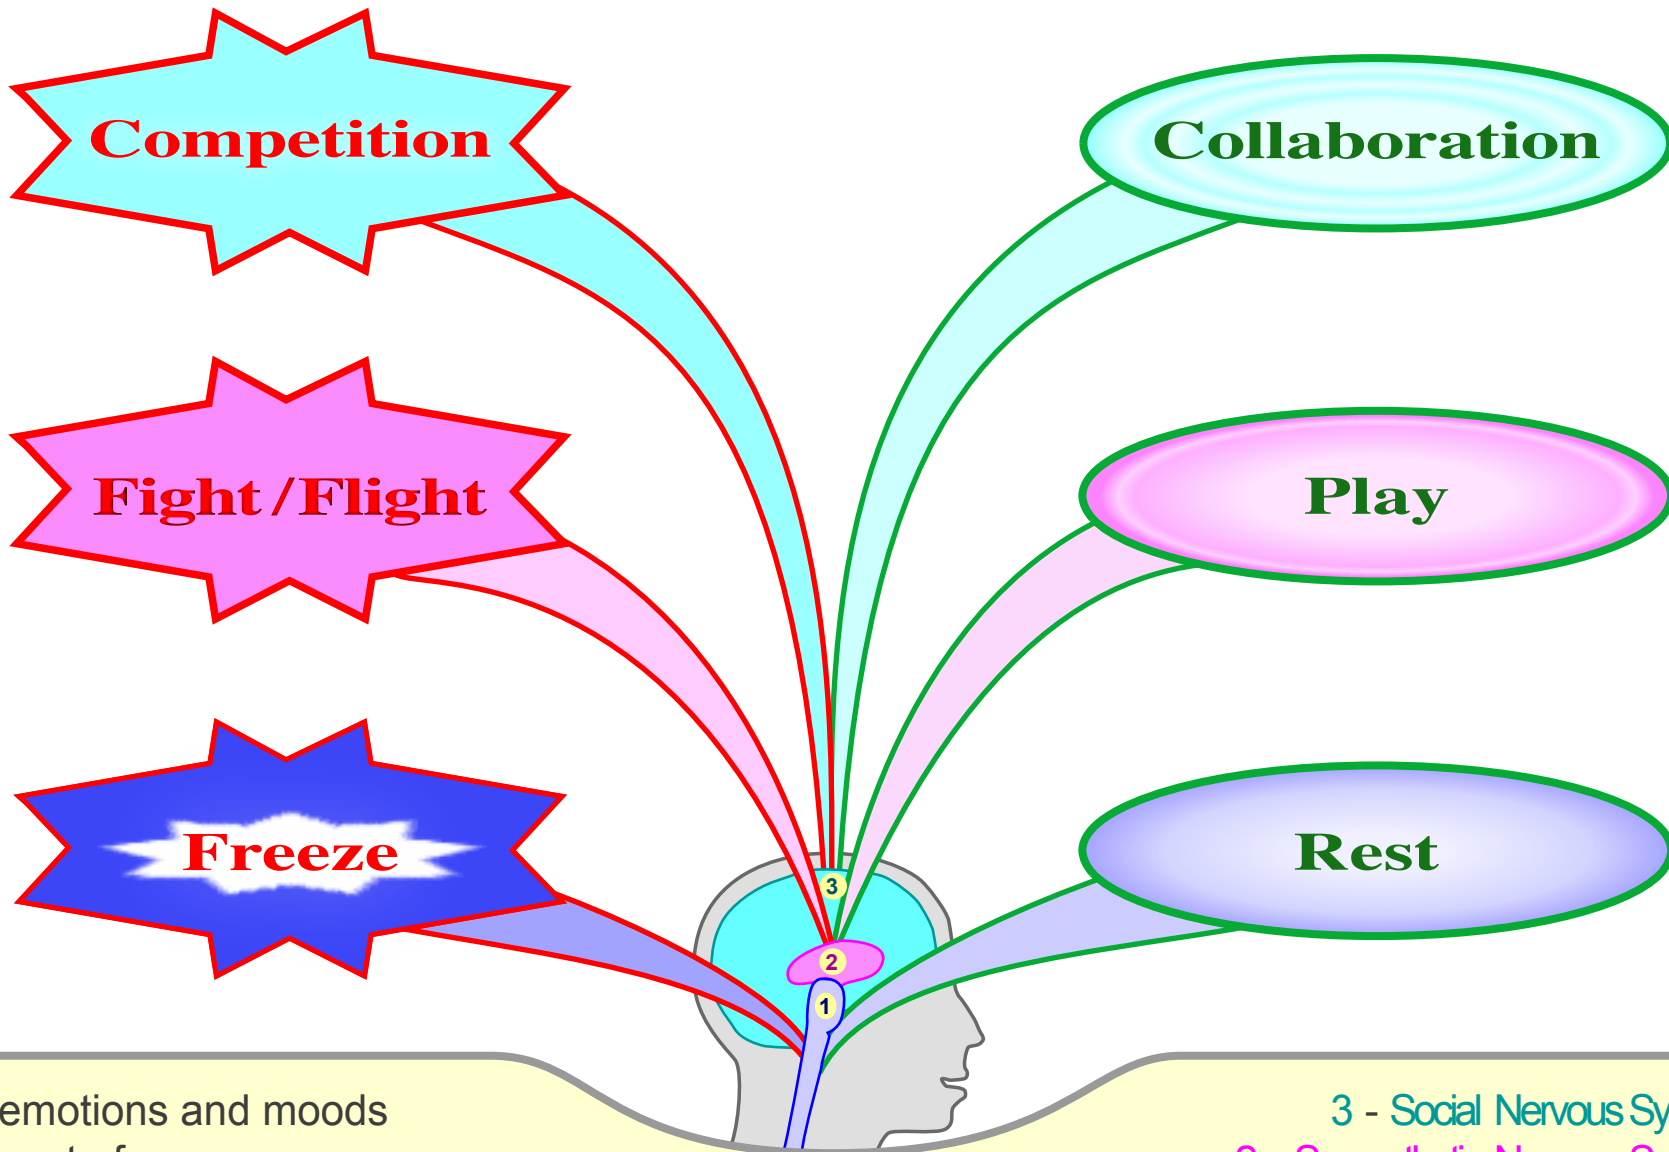 Competition
Collaboration
Fight/Flight
Play
Freeze
Rest
3
2
1
emotions and moods
3 - Social Nervous Sy